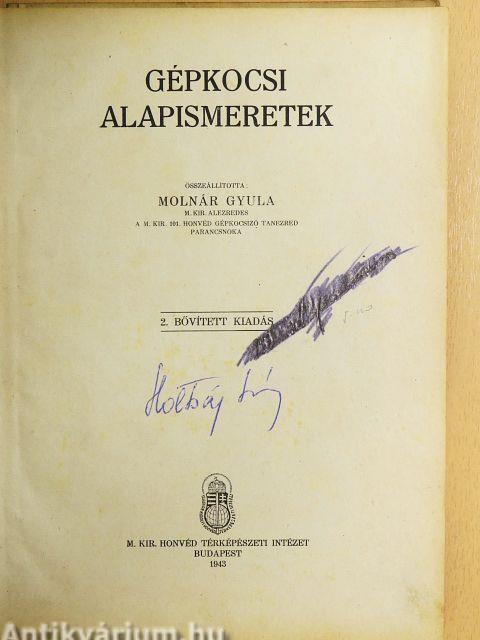 GÉPKOCSI
ALAPISMERETEK
ÖSSZEÁLLÍTOTTA:
MOLNÁR GYULA
M. KIR. ALEZREDES
A M. KIR. 101. HONVÉD GÉPKOCSIZÓ TANEZRED
PARANCSNOKA
2. BŐVÍTETT KIADÁS
M. KIR. HONVÉD TÉRKÉPÉSZETI INTÉZET
BUDAPEST
1943
Antikvárium.hu